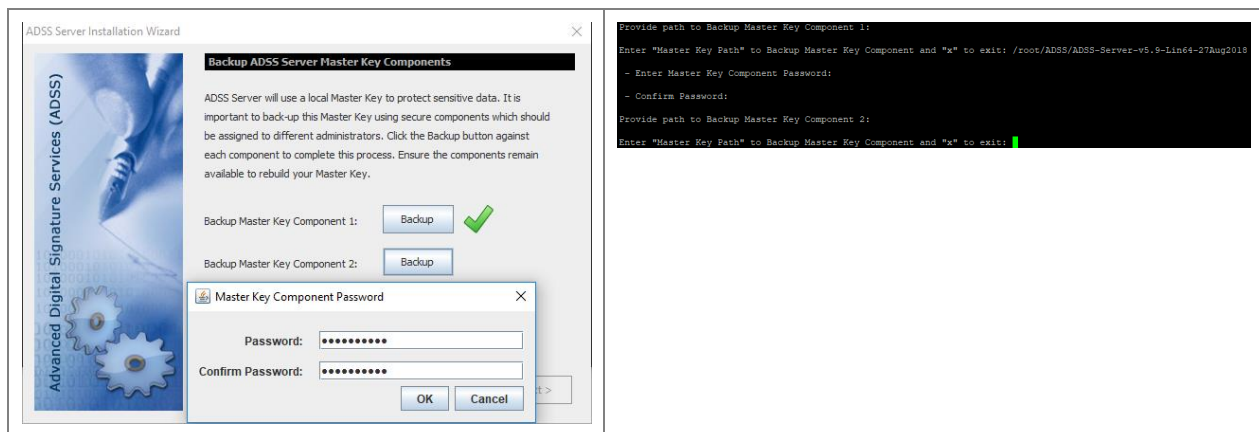 ADSS Server Installation Wizard
Advanced Digital Signature Services (ADSS)
Backup ADSS Server Master Key Components
ADSS Server will use a local Master Key to protect sensitive data. It is
important to back-up this Master Key using secure components which should
be assigned to different administrators. Click the Backup button against
each component to complete this process. Ensure the components remain
available to rebuild your Master Key.
Backup Master Key Component 1: Backup
Backup Master Key Component 2: Backup
Master Key Component Password
Password: ●●●●●●●●●●
Confirm Password: ●●●●●●●●●●
OK Cancel
Provide path to Backup Master Key Component 1:
Enter "Master Key Path" to Backup Master Key Component and "x" to exit: /root/ADSS/ADSS-Server-v5.9-Lin64-27Aug2018
- Enter Master Key Component Password:
- Confirm Password:
Provide path to Backup Master Key Component 2:
Enter "Master Key Path" to Backup Master Key Component and "x" to exit: